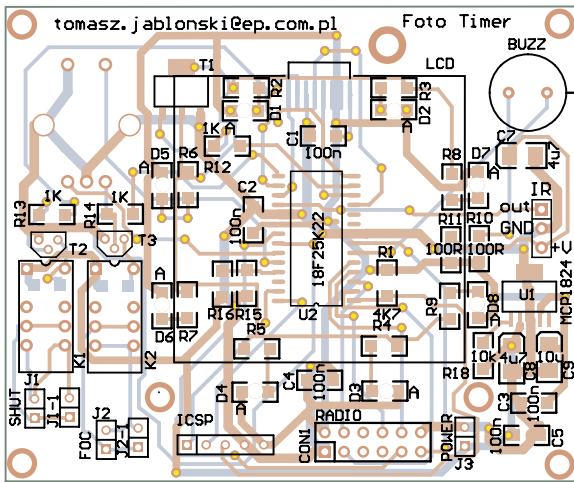 tomasz.jablonski@ep.com.pl Foto Timer
BUZZ
T1 LCD
R2 R3
D1 D2
1K A A
C1 100n
R12
C7 4u7
D5 R6 R8 D7
A A
1K 1K
R13 R14
C2 100n
IR
out
GND
+V
R11 R10
100R 100R
T2 T3
18F25K22
U2
R1
4K7
R16 R15
A
D6 R7
R9 D8
U1
MCP1824
R5 R4
K1 K2
10k 4u7 10u
R18 C8 C9
J1 SHUT J1-1
D4 A
C4 100n
D3 A
C3 100n
J2 FOC J2-1
ICSP
RADIO
CON1
POWER
J3
100n C5